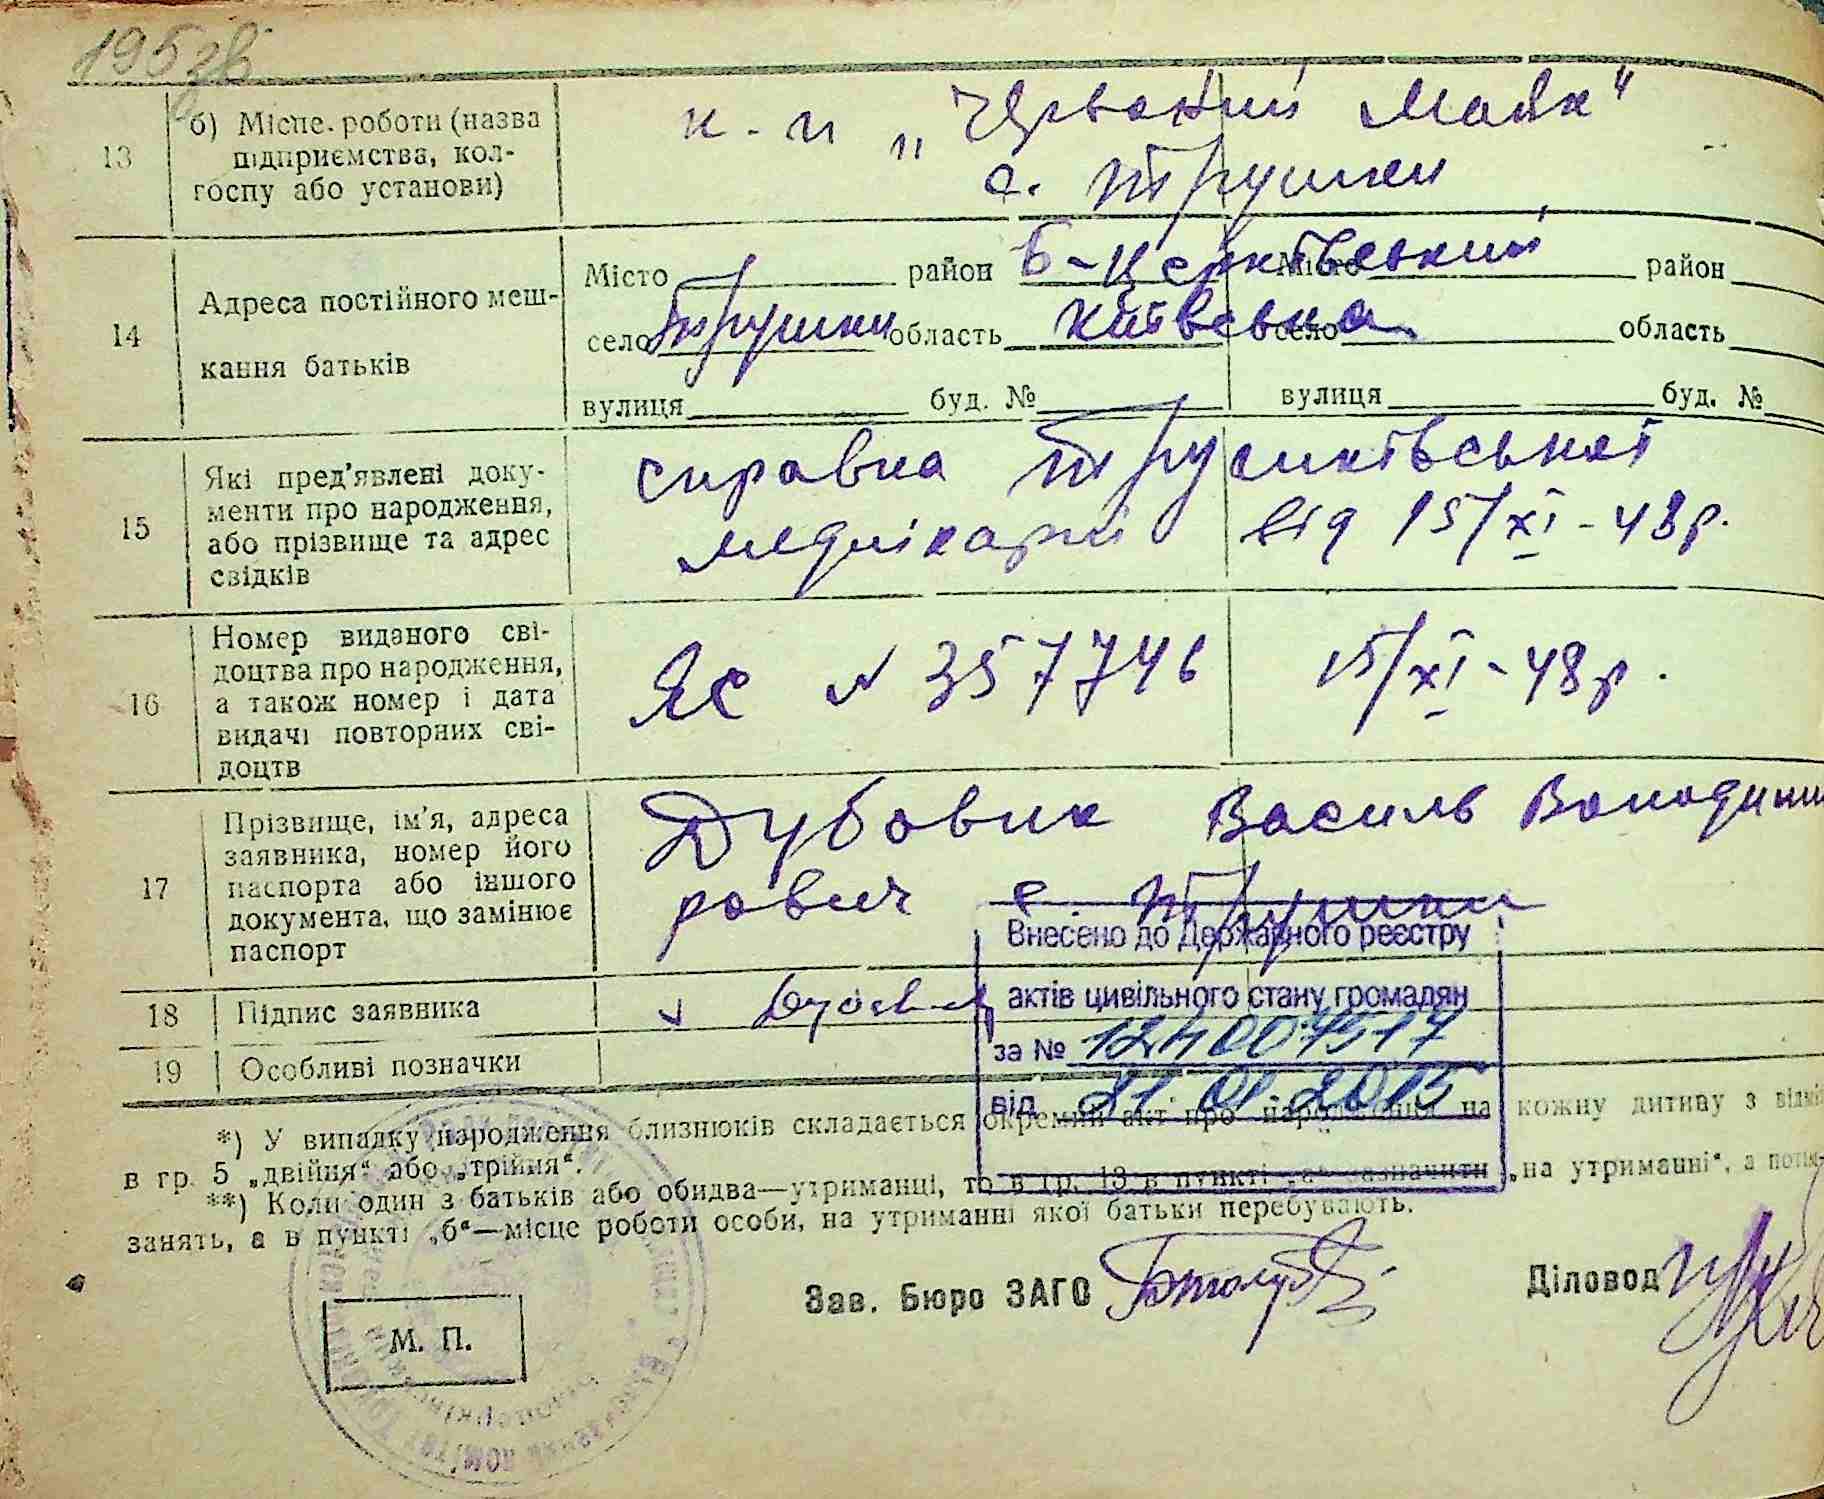 195зв
13
б) Місце роботи (назва підприємства, колгоспу або установи)
к-п „Червоний Маяк"
с. Трушки
14
Адреса постійного мешкання батьків
Місто район Б-Церківський Місто район
село Трушки область Київська село область
вулиця буд. № вулиця буд. №
15
Які пред'явлені документи про народження, або прізвище та адрес свідків
справка Трушківської
від 15/XI-48р.
16
Номер виданого свідоцтва про народження, а також номер і дата видачі повторних свідоцтв
ЯЄ N 357746 15/XI-48р.
17
Прізвище, ім'я, адреса заявника, номер його паспорта або іншого документа, що замінює паспорт
Дубовик Василь Володими
рович с. Трушки
18 Підпис заявника
19 Особливі позначки
Внесено до Державного реєстру
актів цивільного стану громадян
за №
від 21.01.2015
*) У випадку народження близнюків складається окремий акт про народження на кожну дитину з
в гр. 5 „двійня“ або „трійня“.
**) Коли один з батьків або обидва—утриманці, то в гр. 13 в пункті „а“ зазначити „на утриманні“, а
занять, а в пункті „б“—місце роботи особи, на утриманні якої батьки перебувають.
Зав. Бюро ЗАГС Діловод
М. П.